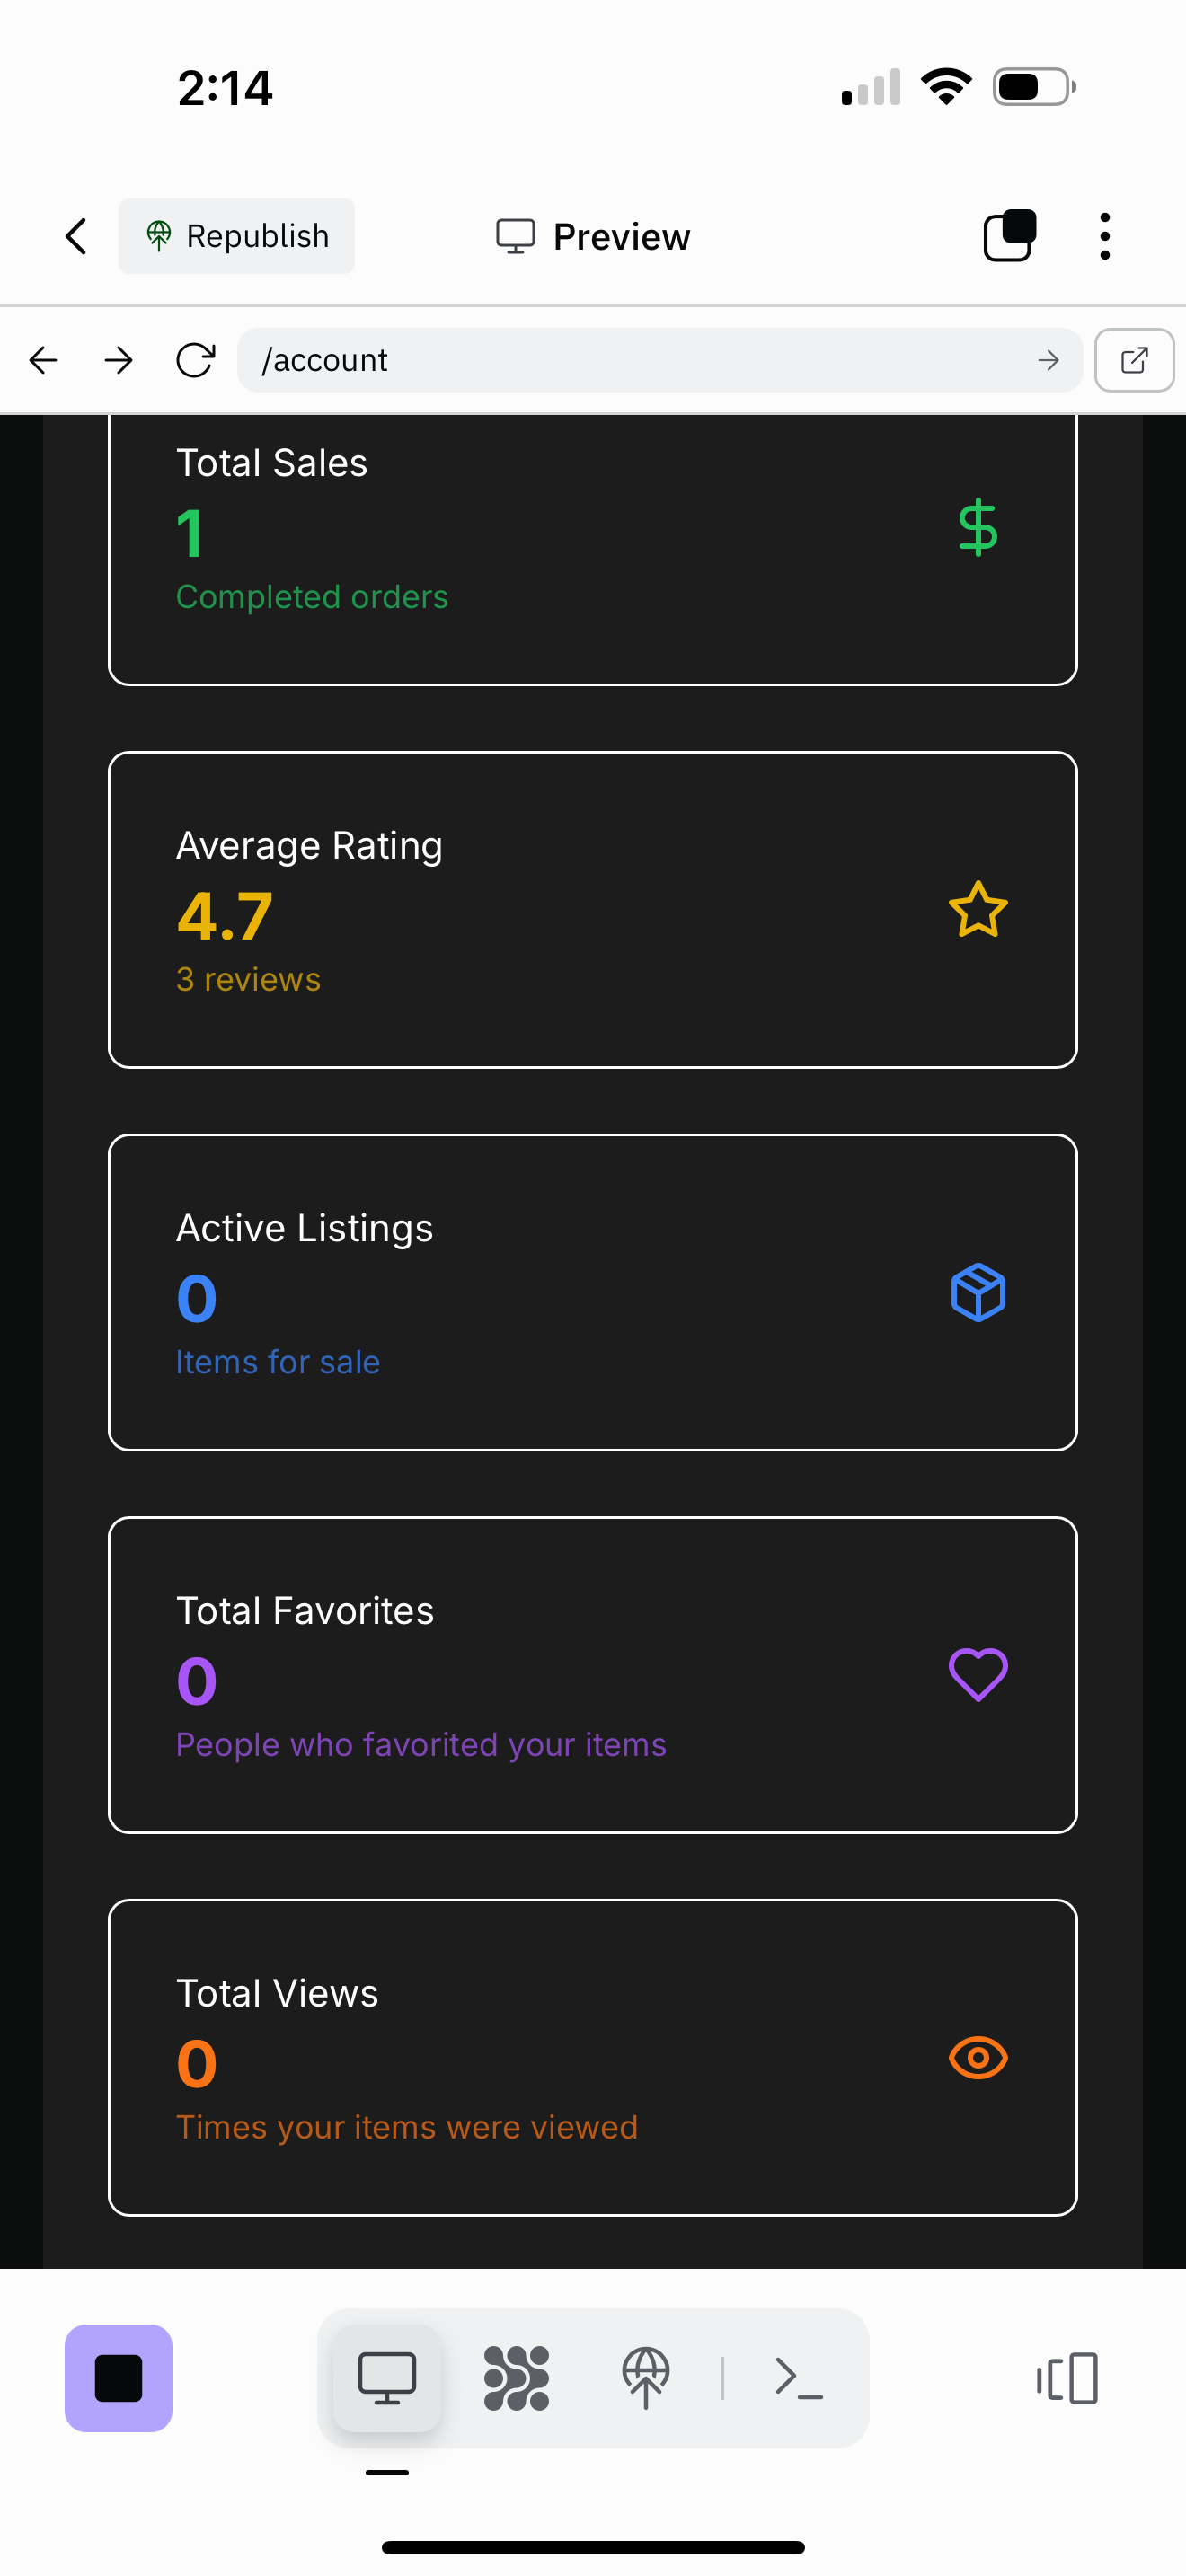 2:14
Republish
Preview
/account
Total Sales
1
Completed orders
Average Rating
4.7
3 reviews
Active Listings
0
Items for sale
Total Favorites
0
People who favorited your items
Total Views
0
Times your items were viewed